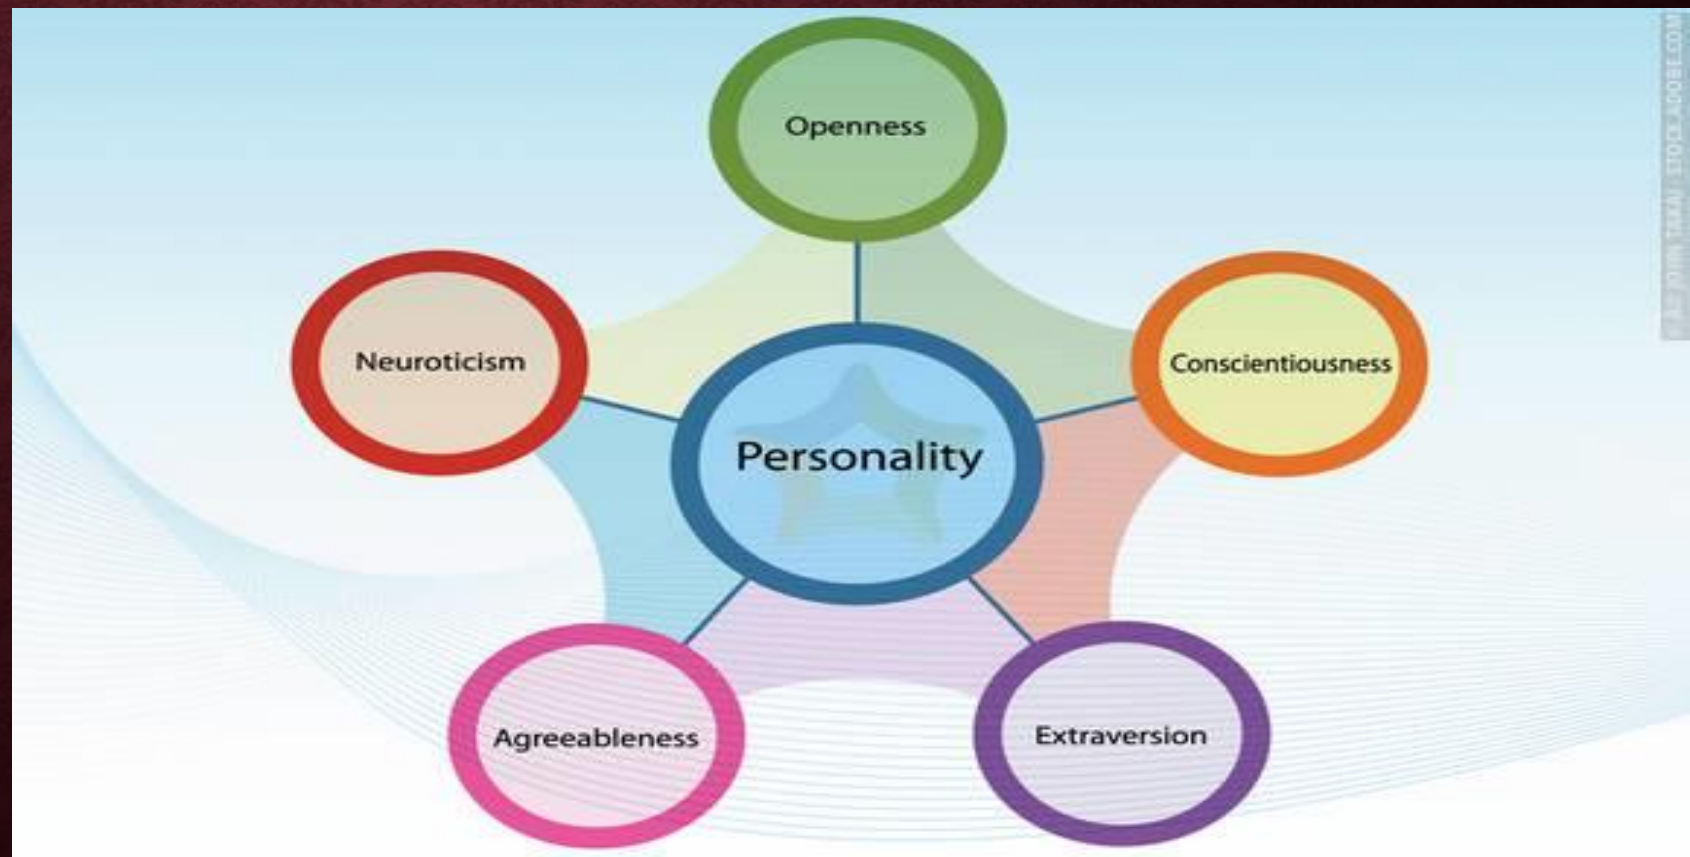 Openness
Neuroticism
Conscientiousness
Personality
Agreeableness
Extraversion